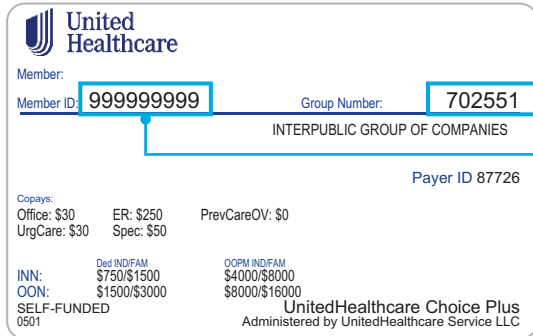 United
Healthcare
Member:
Member ID: 999999999 Group Number: 702551
INTERPUBLIC GROUP OF COMPANIES
Payer ID 87726
Copays:
Office: $30 ER: $250 PrevCareOV: $0
UrgCare: $30 Spec: $50
Ded IND/FAM OOPM IND/FAM
INN: $750/$1500 $4000/$8000
OON: $1500/$3000 $8000/$16000
SELF-FUNDED UnitedHealthcare Choice Plus
0501 Administered by UnitedHealthcare Service LLC